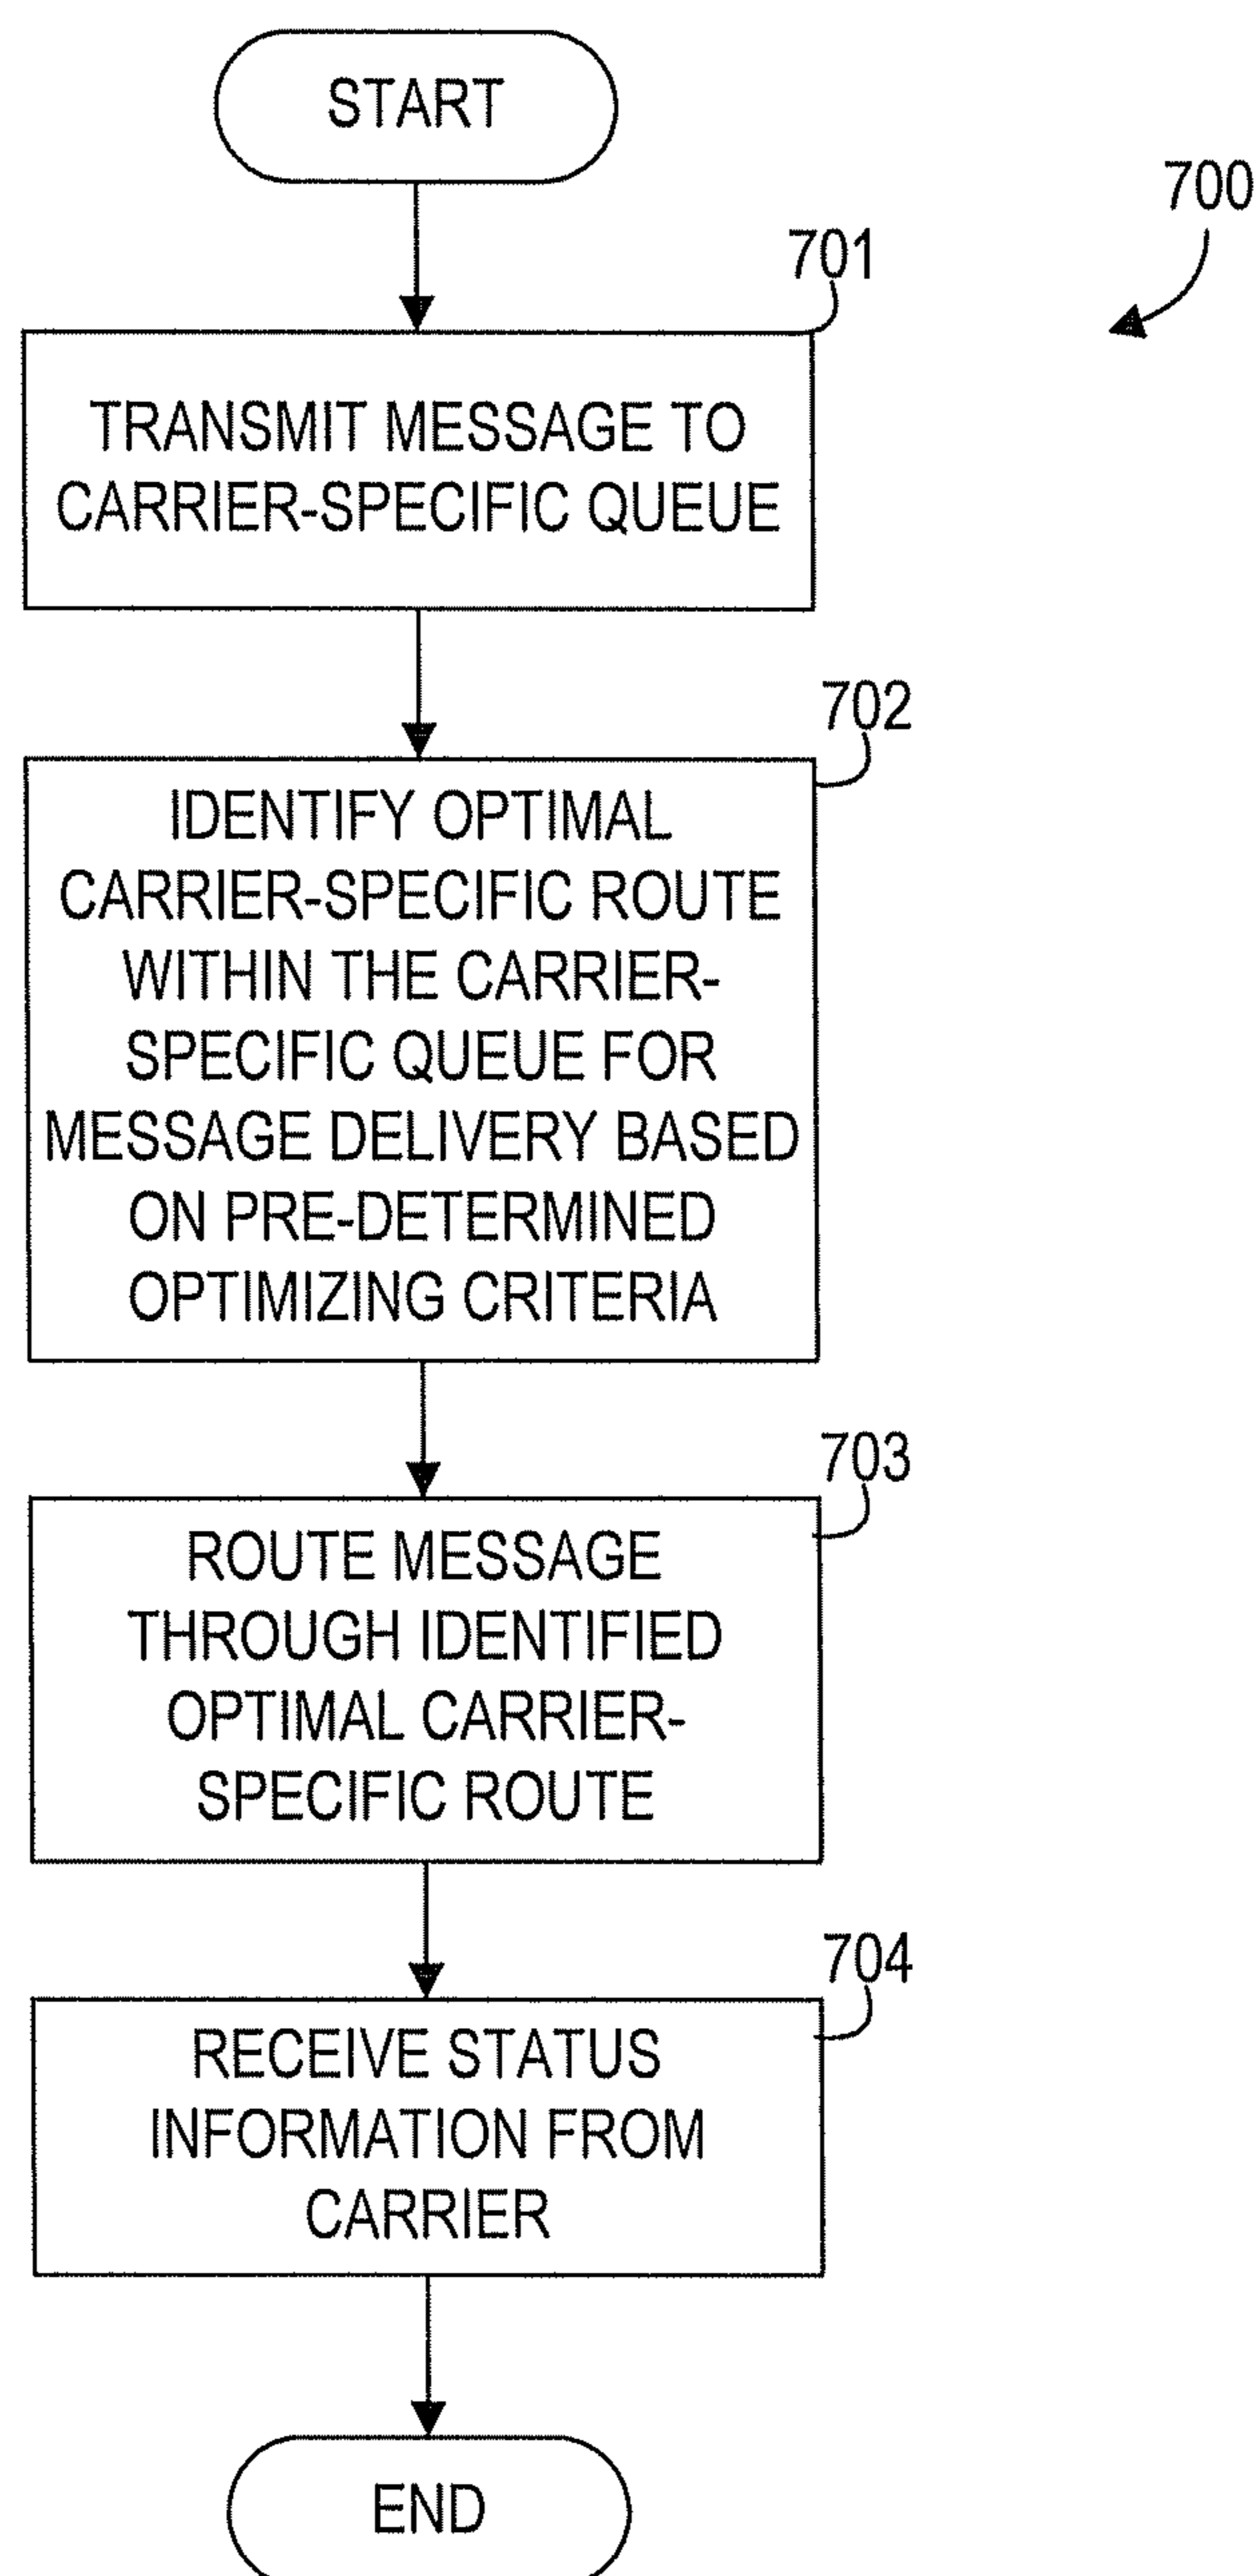 START
700
701
TRANSMIT MESSAGE TO
CARRIER-SPECIFIC QUEUE
702
IDENTIFY OPTIMAL
CARRIER-SPECIFIC ROUTE
WITHIN THE CARRIER-
SPECIFIC QUEUE FOR
MESSAGE DELIVERY BASED
ON PRE-DETERMINED
OPTIMIZING CRITERIA
703
ROUTE MESSAGE
THROUGH IDENTIFIED
OPTIMAL CARRIER-
SPECIFIC ROUTE
704
RECEIVE STATUS
INFORMATION FROM
CARRIER
END